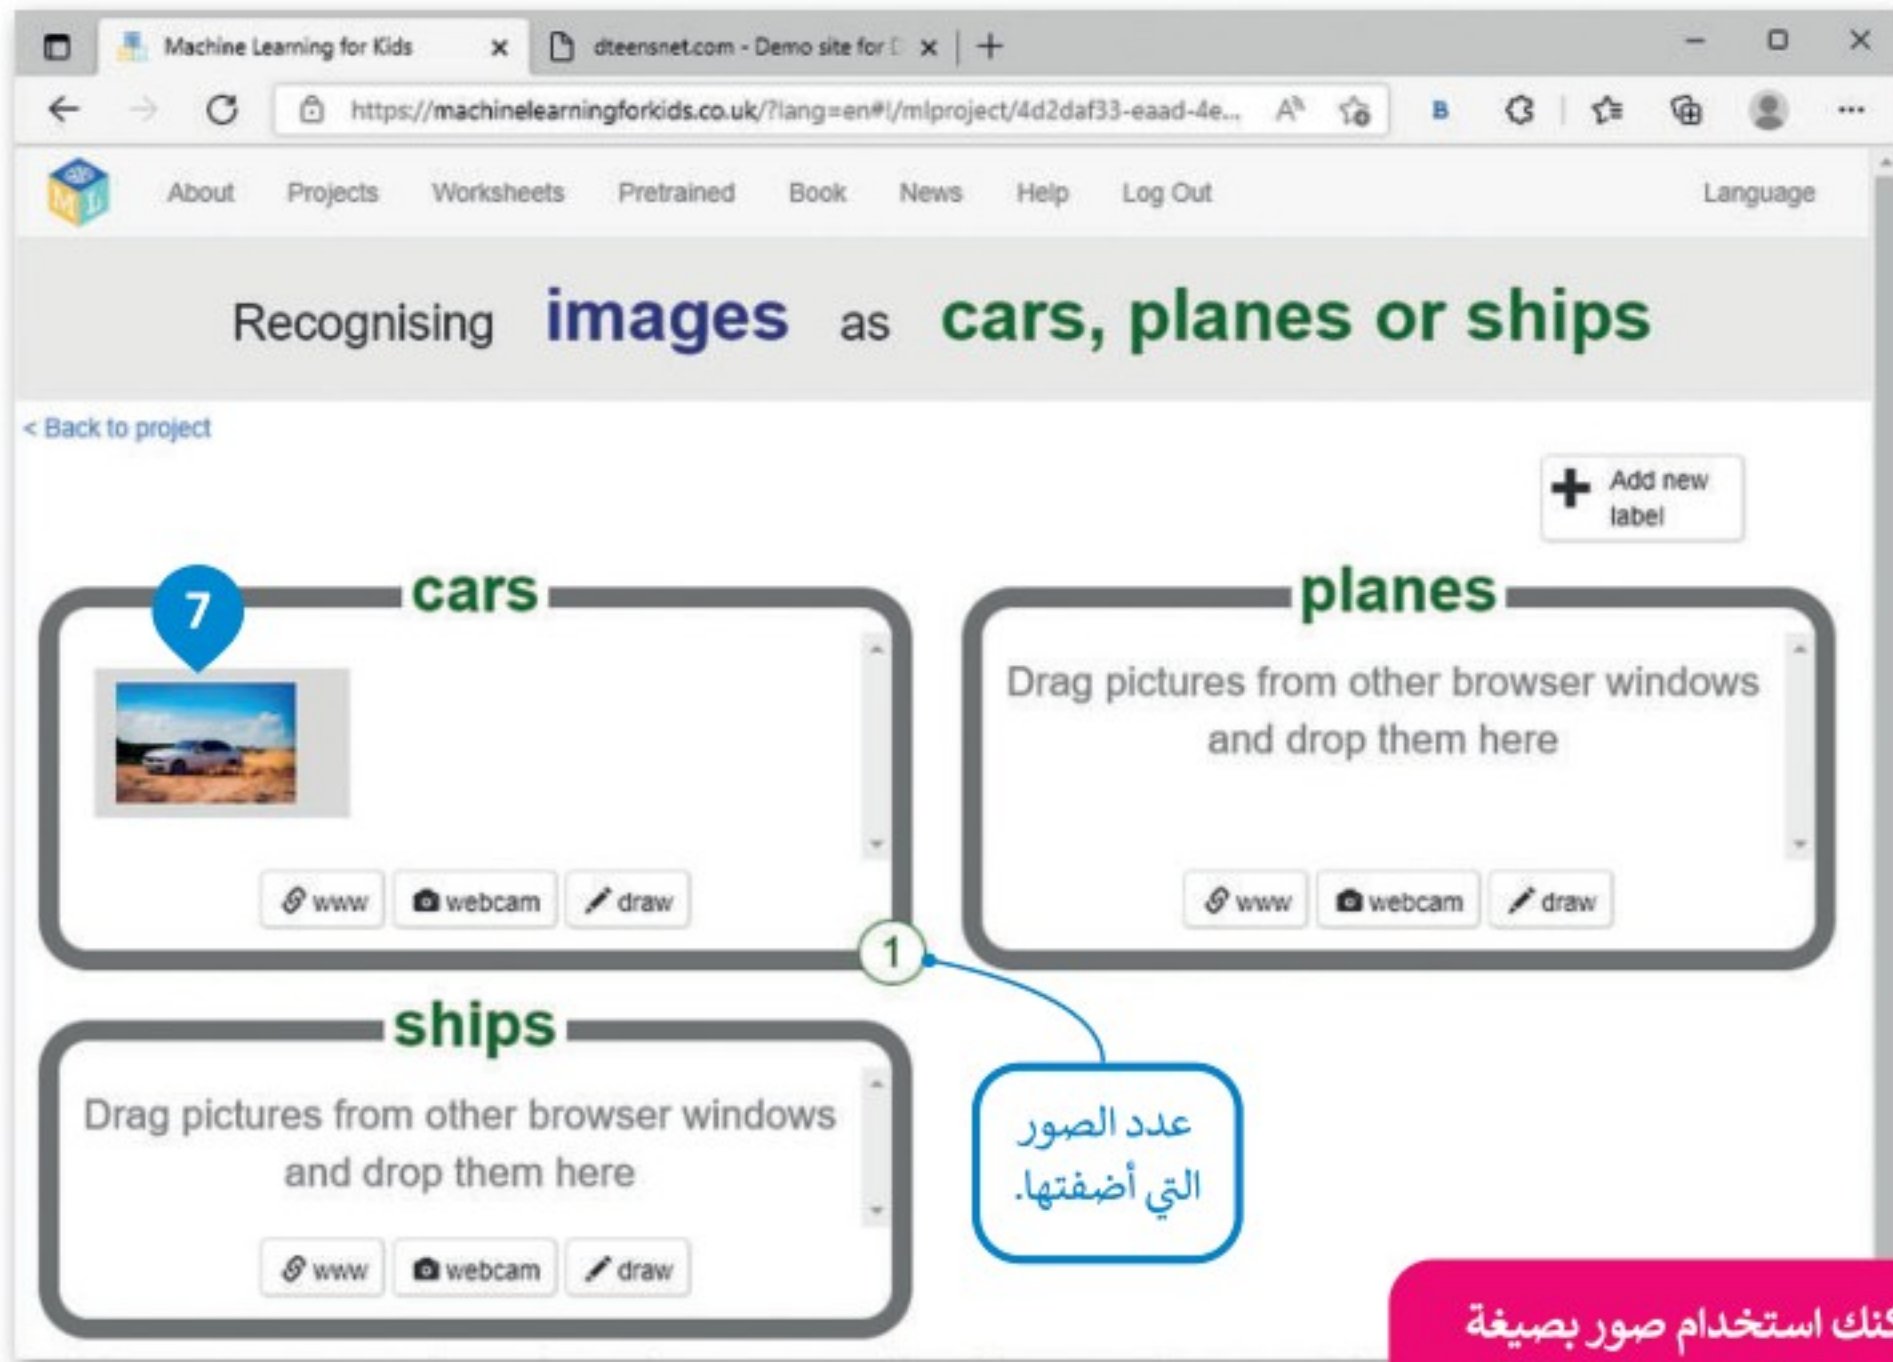 Machine Learning for Kids
dteensnet.com - Demo site for
https://machinelearningforkids.co.uk/?lang=en#!/mlproject/4d2daf33-eaad-4e...
About Projects Worksheets Pretrained Book News Help Log Out Language
Recognising images as cars, planes or ships
< Back to project
Add new
label
7
cars
www webcam draw
1
planes
Drag pictures from other browser windows
and drop them here
www webcam draw
ships
Drag pictures from other browser windows
and drop them here
www webcam draw
عدد الصور
التي أضفتها.
استخدام صور بصيغة